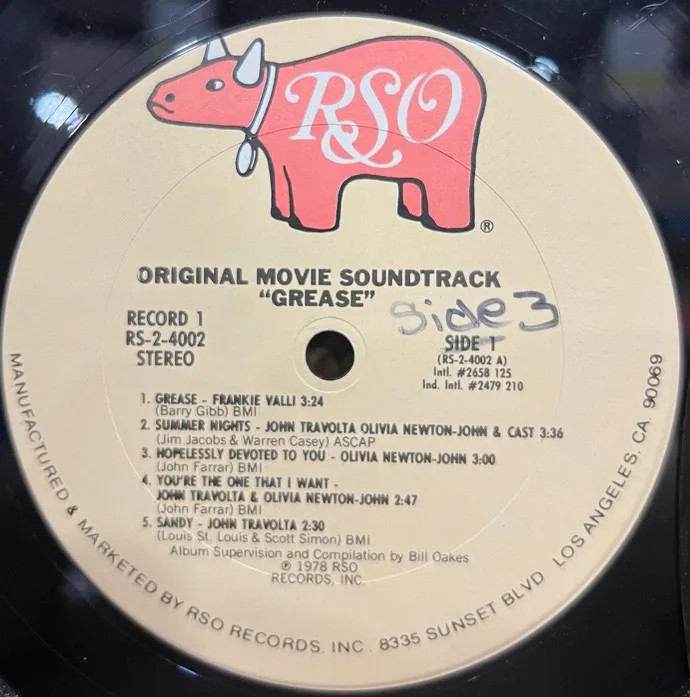 RSO
®
ORIGINAL MOVIE SOUNDTRACK
"GREASE"
RECORD 1
RS-2-4002
STEREO
Side 3
SIDE 1
(RS-2-4002 A)
Intl. #2658 125
Ind. Intl. #2479 210
1. GREASE - FRANKIE VALLI 3:24
(Barry Gibb) BMI
2. SUMMER NIGHTS - JOHN TRAVOLTA OLIVIA NEWTON-JOHN & CAST 3:36
(Jim Jacobs & Warren Casey) ASCAP
3. HOPELESSLY DEVOTED TO YOU - OLIVIA NEWTON-JOHN 3:00
(John Farrar) BMI
4. YOU'RE THE ONE THAT I WANT -
JOHN TRAVOLTA & OLIVIA NEWTON-JOHN 2:47
(John Farrar) BMI
5. SANDY - JOHN TRAVOLTA 2:30
(Louis St. Louis & Scott Simon) BMI
Album Supervision and Compilation by Bill Oakes
℗ 1978 RSO
RECORDS, INC.
MANUFACTURED & MARKETED BY RSO RECORDS, INC., 8335 SUNSET BLVD LOS ANGELES, CA. 90069